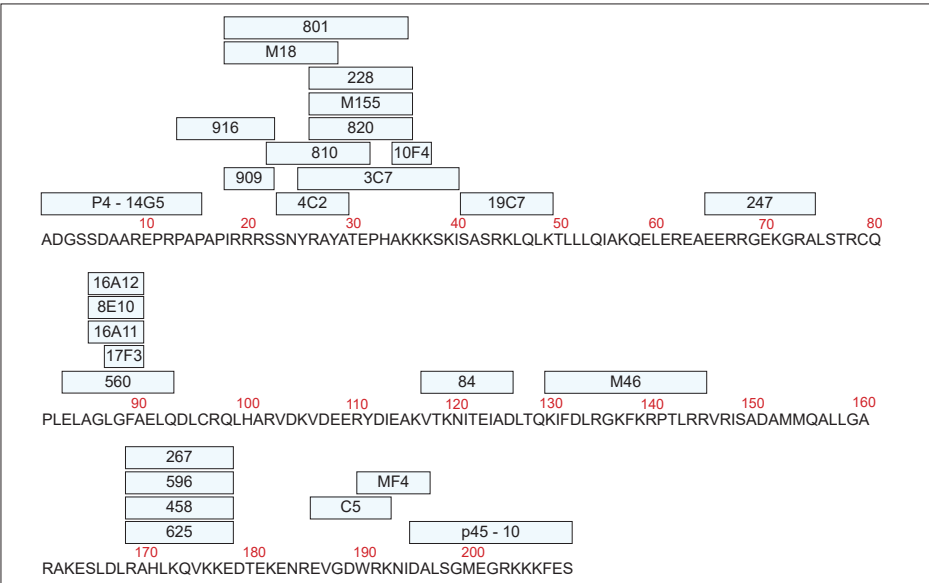 801
M18
228
M155
916 820
810 10F4
909 3C7
P4 - 14G5 4C2 19C7 247
10 20 30 40 50 60 70 80
ADGSSDAAREPRPAPAPIRRRSSNYRAYATEPHAKKKSKISASRKLQLKTLLLQIAKQELEREAEERRGEKGRALSTRCQ
16A12
8E10
16A11
17F3
560 84 M46
90 100 110 120 130 140 150 160
PLELAGLGFAELQDLCRQLHARVDKVDEERYDIEAKVTKNITEIADLTQKIFDLRGKFKRPTLRRVRISADAMMQALLGA
267
596 MF4
458 C5
625 p45 - 10
170 180 190 200
RAKESLDLRAHLKQVKKEDTEKENREVGDWRKNIDALSGMEGRKKKFES